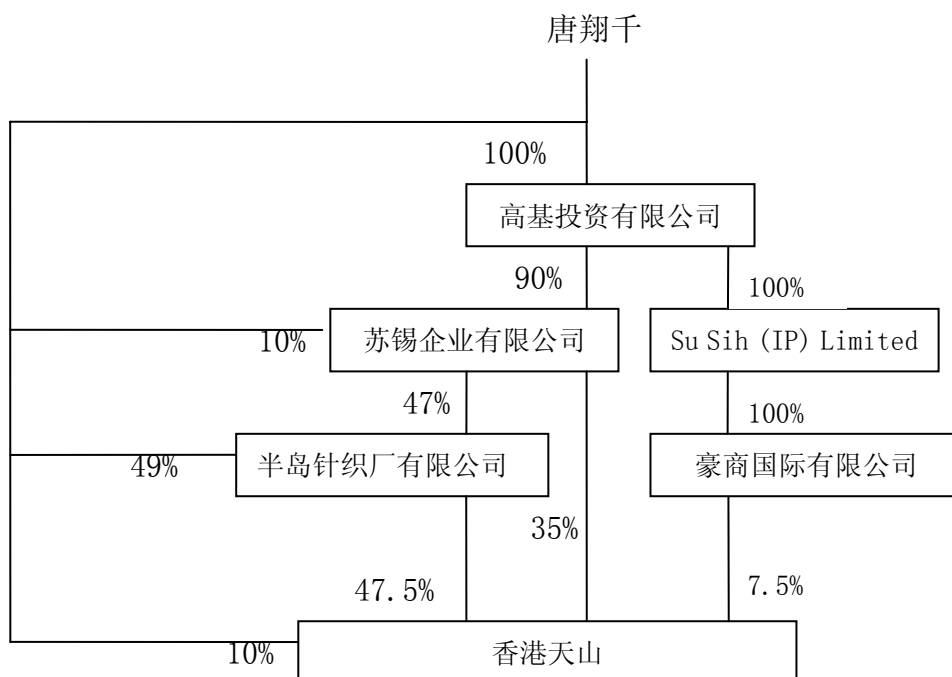 唐翔千
100%
高基投资有限公司
90%
100%
10%
苏锡企业有限公司
Su Sih (IP) Limited
47%
100%
49%
半岛针织厂有限公司
豪商国际有限公司
35%
47.5%
7.5%
10%
香港天山